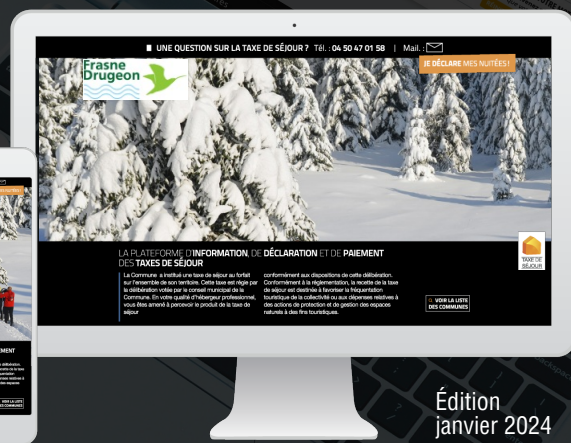 UNE QUESTION SUR LA TAXE DE SÉJOUR ? Tél. : 04 50 47 01 58 | Mail. :
JE DÉCLARE MES NUITÉES !
Frasne
Drugeon
LA PLATEFORME D'INFORMATION, DE DÉCLARATION ET DE PAIEMENT
DES TAXES DE SÉJOUR
La Commune a institué une taxe de séjour au forfait
sur l'ensemble de son territoire. Cette taxe est régie par
la délibération votée par le conseil municipal de la
Commune. En votre qualité d'hébergeur professionnel,
vous êtes amené à percevoir le produit de la taxe de
séjour
conformément aux dispositions de cette délibération.
Conformément à la réglementation, la recette de la taxe
de séjour est destinée à favoriser la fréquentation
touristique de la collectivité ou aux dépenses relatives à
des actions de protection et de gestion des espaces
naturels à des fins touristiques.
TAXE DE
SÉJOUR
VOIR LA LISTE
DES COMMUNES
Édition
janvier 2024